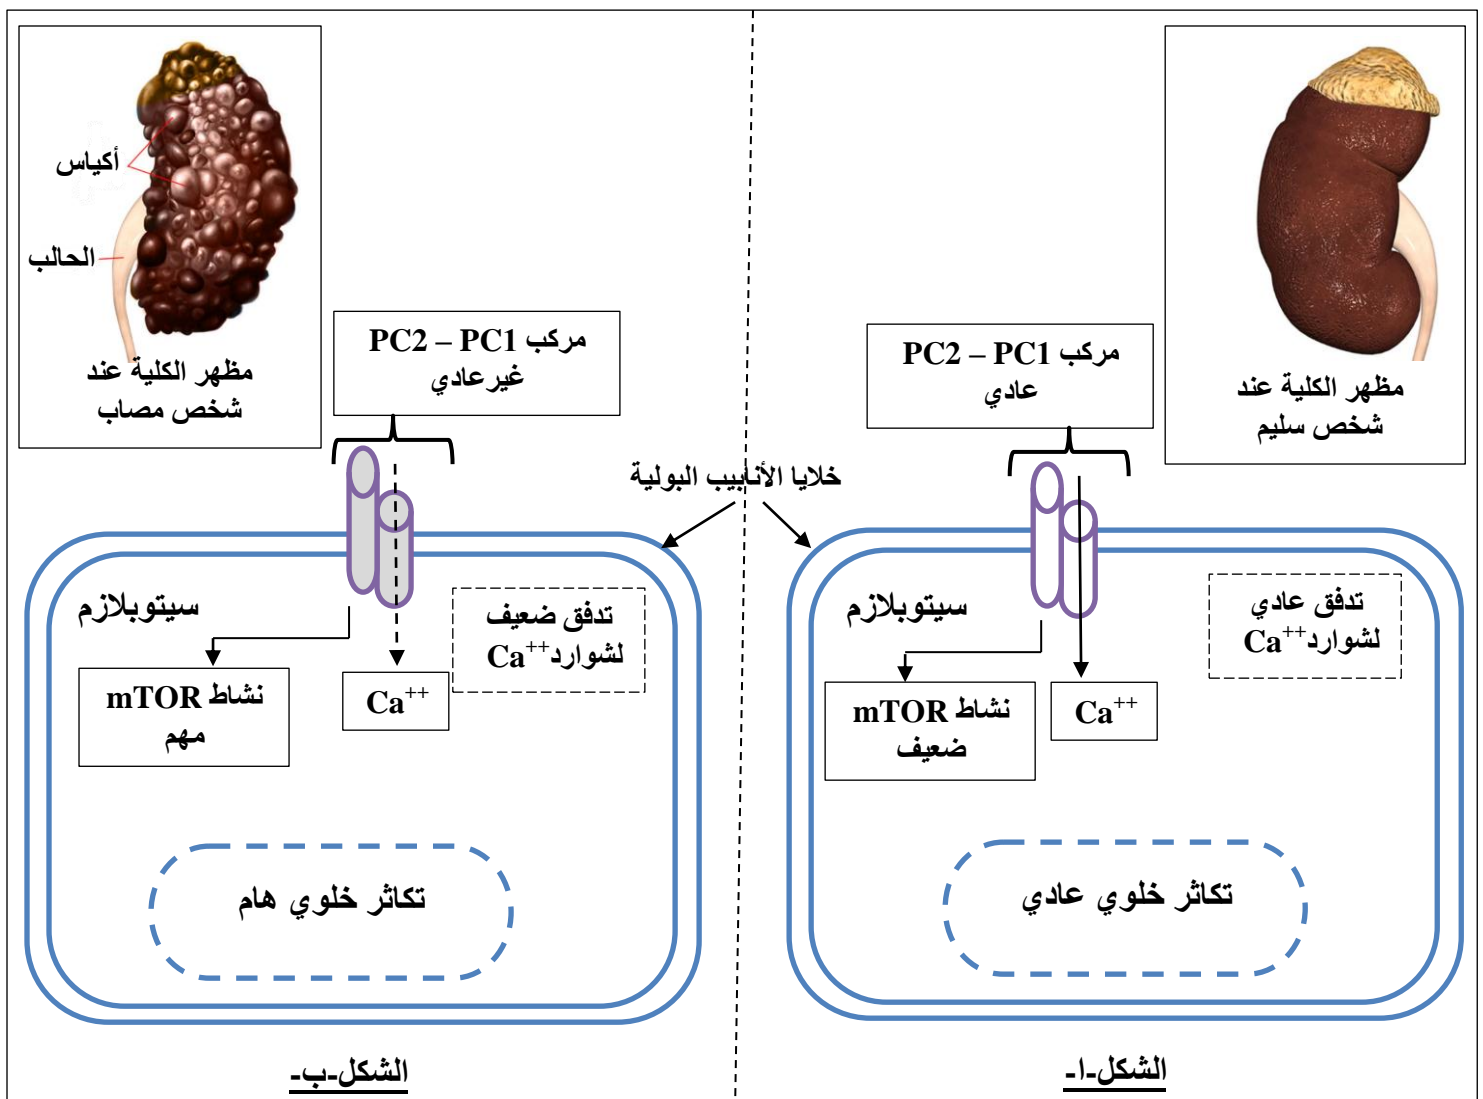 مظهر الكلية عند
شخص سليم
مركب PC2 – PC1
عادي
خلايا الأنابيب البولية
سيتوبلازم
تدفق عادي
لشوارد Ca++
نشاط mTOR
ضعيف
Ca++
تكاثر خلوي عادي
الشكل-ا-
أكياس
الحالب
مظهر الكلية عند
شخص مصاب
مركب PC2 – PC1
غيرعادي
سيتوبلازم
تدفق ضعيف
لشوارد Ca++
نشاط mTOR
مهم
Ca++
تكاثر خلوي هام
الشكل-ب-